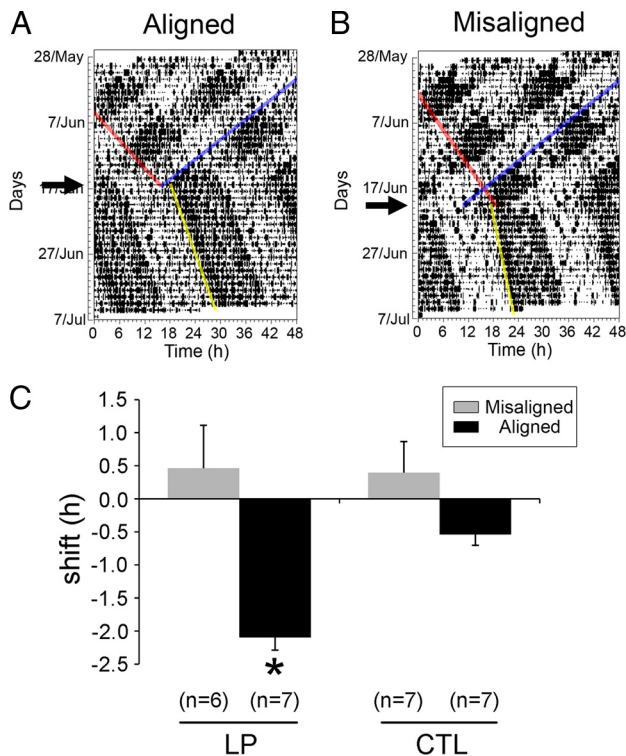 A
Aligned
28/May
7/Jun
27/Jun
7/Jul
Days
0 6 12 18 24 30 36 42 48
Time (h)
B
Misaligned
28/May
7/Jun
17/Jun
27/Jun
7/Jul
Days
0 6 12 18 24 30 36 42 48
Time (h)
C
Misaligned
Aligned
1.5
1.0
0.5
0.0
-0.5
-1.0
-1.5
-2.0
-2.5
shift (h)
*
(n=6) (n=7) (n=7) (n=7)
LP CTL